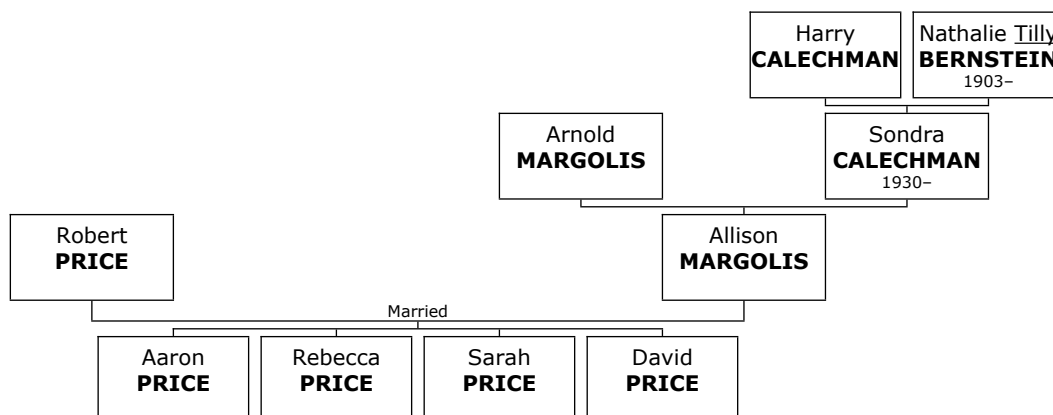 Harry
CALECHMAN
Nathalie Tilly
BERNSTEIN
1903–
Arnold
MARGOLIS
Sondra
CALECHMAN
1930–
Robert
PRICE
Allison
MARGOLIS
Married
Aaron
PRICE
Rebecca
PRICE
Sarah
PRICE
David
PRICE